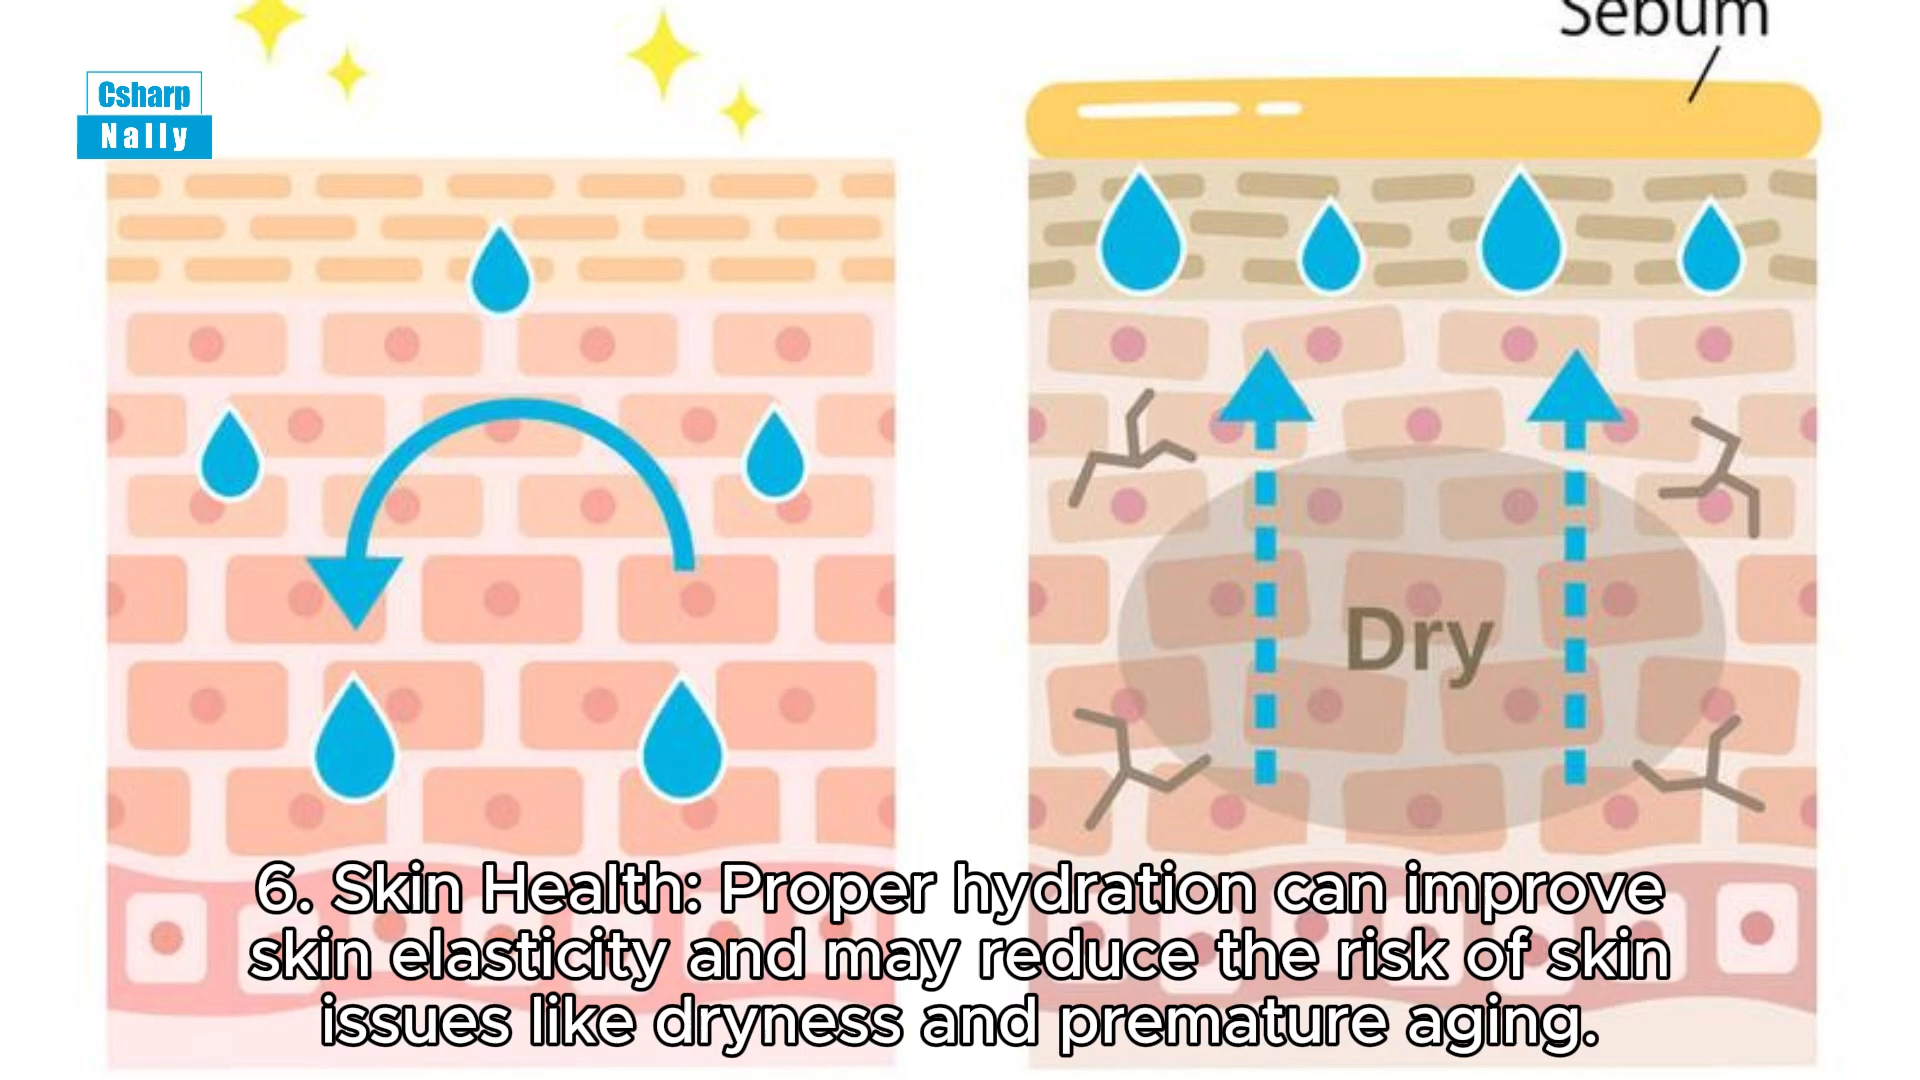 Sebum
Csharp
Nally
Dry
6. Skin Health: Proper hydration can improve
skin elasticity and may reduce the risk of skin
issues like dryness and premature aging.